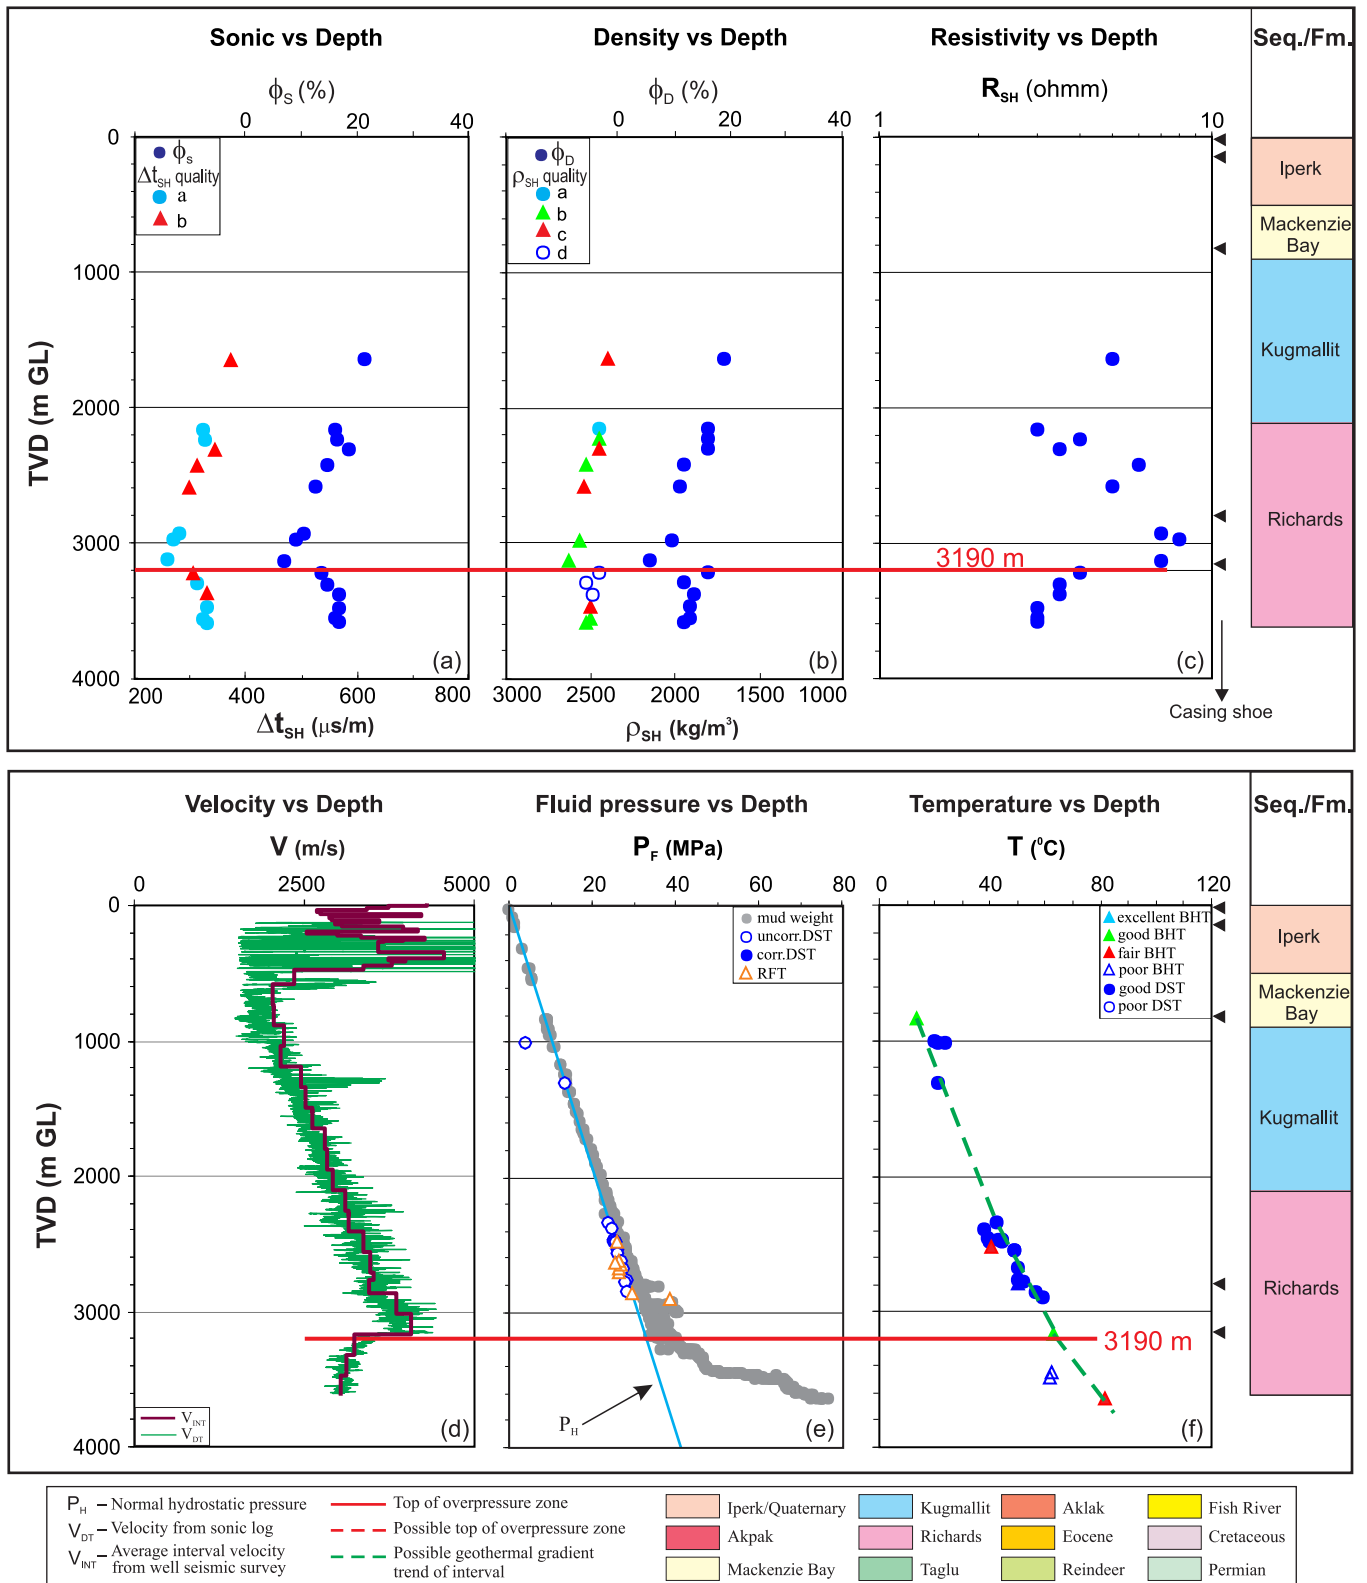 Sonic vs Depth
Density vs Depth
Resistivity vs Depth
Seq./Fm.
ϕS (%)
ϕD (%)
RSH (ohmm)
0 20 40
0 20 40
1 10
TVD (m GL)
0
1000
2000
3000
4000
ϕS
ΔtSH quality
a
b
ϕD
ρSH quality
a
b
c
d
3190 m
(a)
(b)
(c)
200 400 600 800
3000 2500 2000 1500 1000
ΔtSH (μs/m)
ρSH (kg/m³)
Casing shoe
Iperk
Mackenzie
Bay
Kugmallit
Richards
Velocity vs Depth
Fluid pressure vs Depth
Temperature vs Depth
Seq./Fm.
V (m/s)
PF (MPa)
T (⁰C)
0 2500 5000
0 20 40 60 80
0 40 80 120
TVD (m GL)
0
1000
2000
3000
4000
mud weight
uncorr.DST
corr.DST
RFT
excellent BHT
good BHT
fair BHT
poor BHT
good DST
poor DST
3190 m
PH
VINT
VDT
(d)
(e)
(f)
Iperk
Mackenzie
Bay
Kugmallit
Richards
PH – Normal hydrostatic pressure
VDT – Velocity from sonic log
VINT – Average interval velocity
from well seismic survey
Top of overpressure zone
Possible top of overpressure zone
Possible geothermal gradient
trend of interval
Iperk/Quaternary
Kugmallit
Aklak
Fish River
Akpak
Richards
Eocene
Cretaceous
Mackenzie Bay
Taglu
Reindeer
Permian